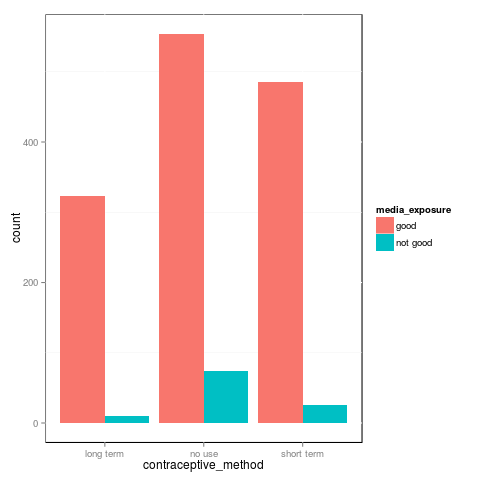 count
400
200
0
long term
no use
short term
contraceptive_method
media_exposure
good
not good